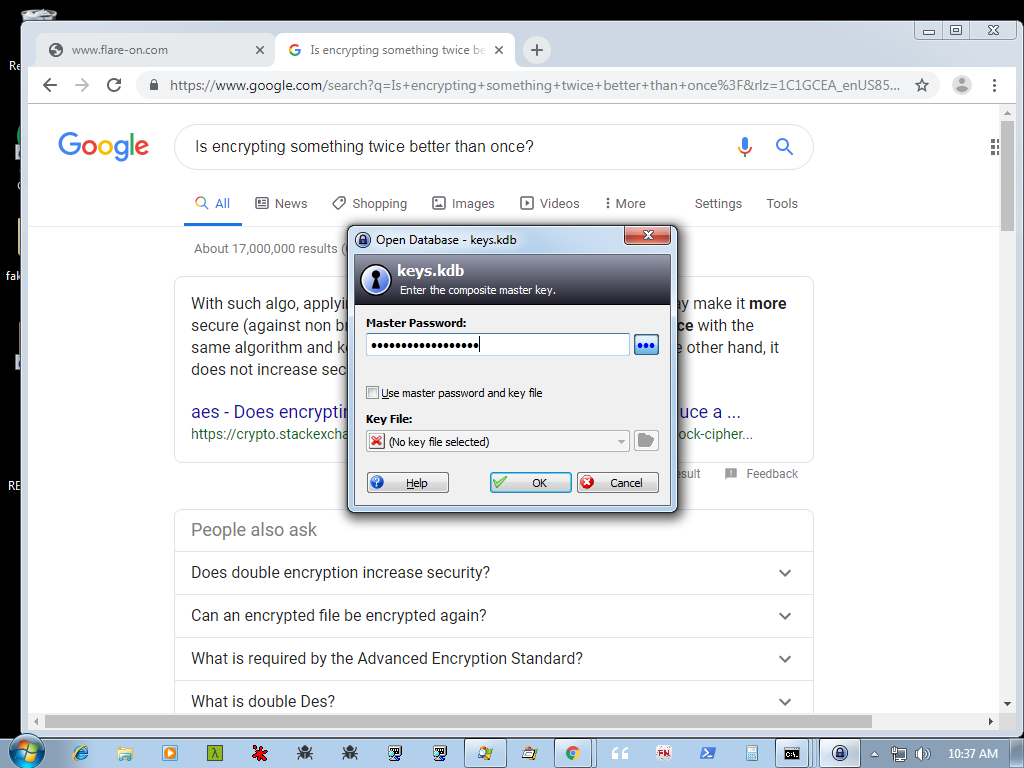 Re
www.flare-on.com
Is encrypting something twice be
https://www.google.com/search?q=Is+encrypting+something+twice+better+than+once%3F&rlz=1C1GCEA_enUS85...
Google
Is encrypting something twice better than once?
All
News
Shopping
Images
Videos
More
Settings
Tools
About 17,000,000 results (
fak
With such algo, applyi
ay make it more
secure (against non b
ce with the
same algorithm and k
e other hand, it
does not increase sec
aes - Does encryptin
uce a ...
https://crypto.stackexcha
ock-cipher...
esult
Feedback
Open Database - keys.kdb
keys.kdb
Enter the composite master key.
Master Password:
Use master password and key file
Key File:
(No key file selected)
Help
OK
Cancel
RE
People also ask
Does double encryption increase security?
Can an encrypted file be encrypted again?
What is required by the Advanced Encryption Standard?
What is double Des?
10:37 AM